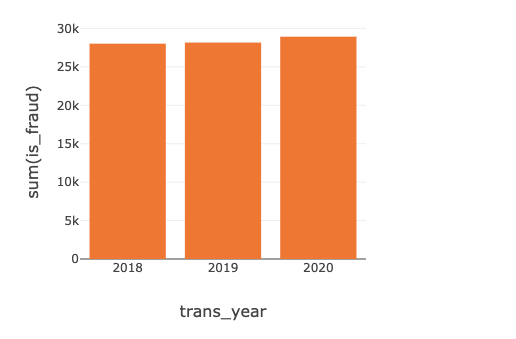 30k
25k
20k
15k
10k
5k
0
sum(is_fraud)
2018 2019 2020
trans_year